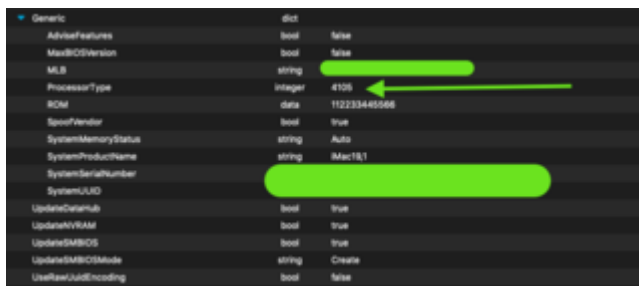 Generic dict
AdviseFeatures bool false
MaxBIOSVersion bool false
MLB string
ProcessorType integer 4105
ROM data 112233445566
SpoofVendor bool true
SystemMemoryStatus string Auto
SystemProductName string iMac19,1
SystemSerialNumber
SystemUUID
UpdateDataHub bool true
UpdateNVRAM bool true
UpdateSMBIOS bool true
UpdateSMBIOSMode string Create
UseRawUuidEncoding bool false